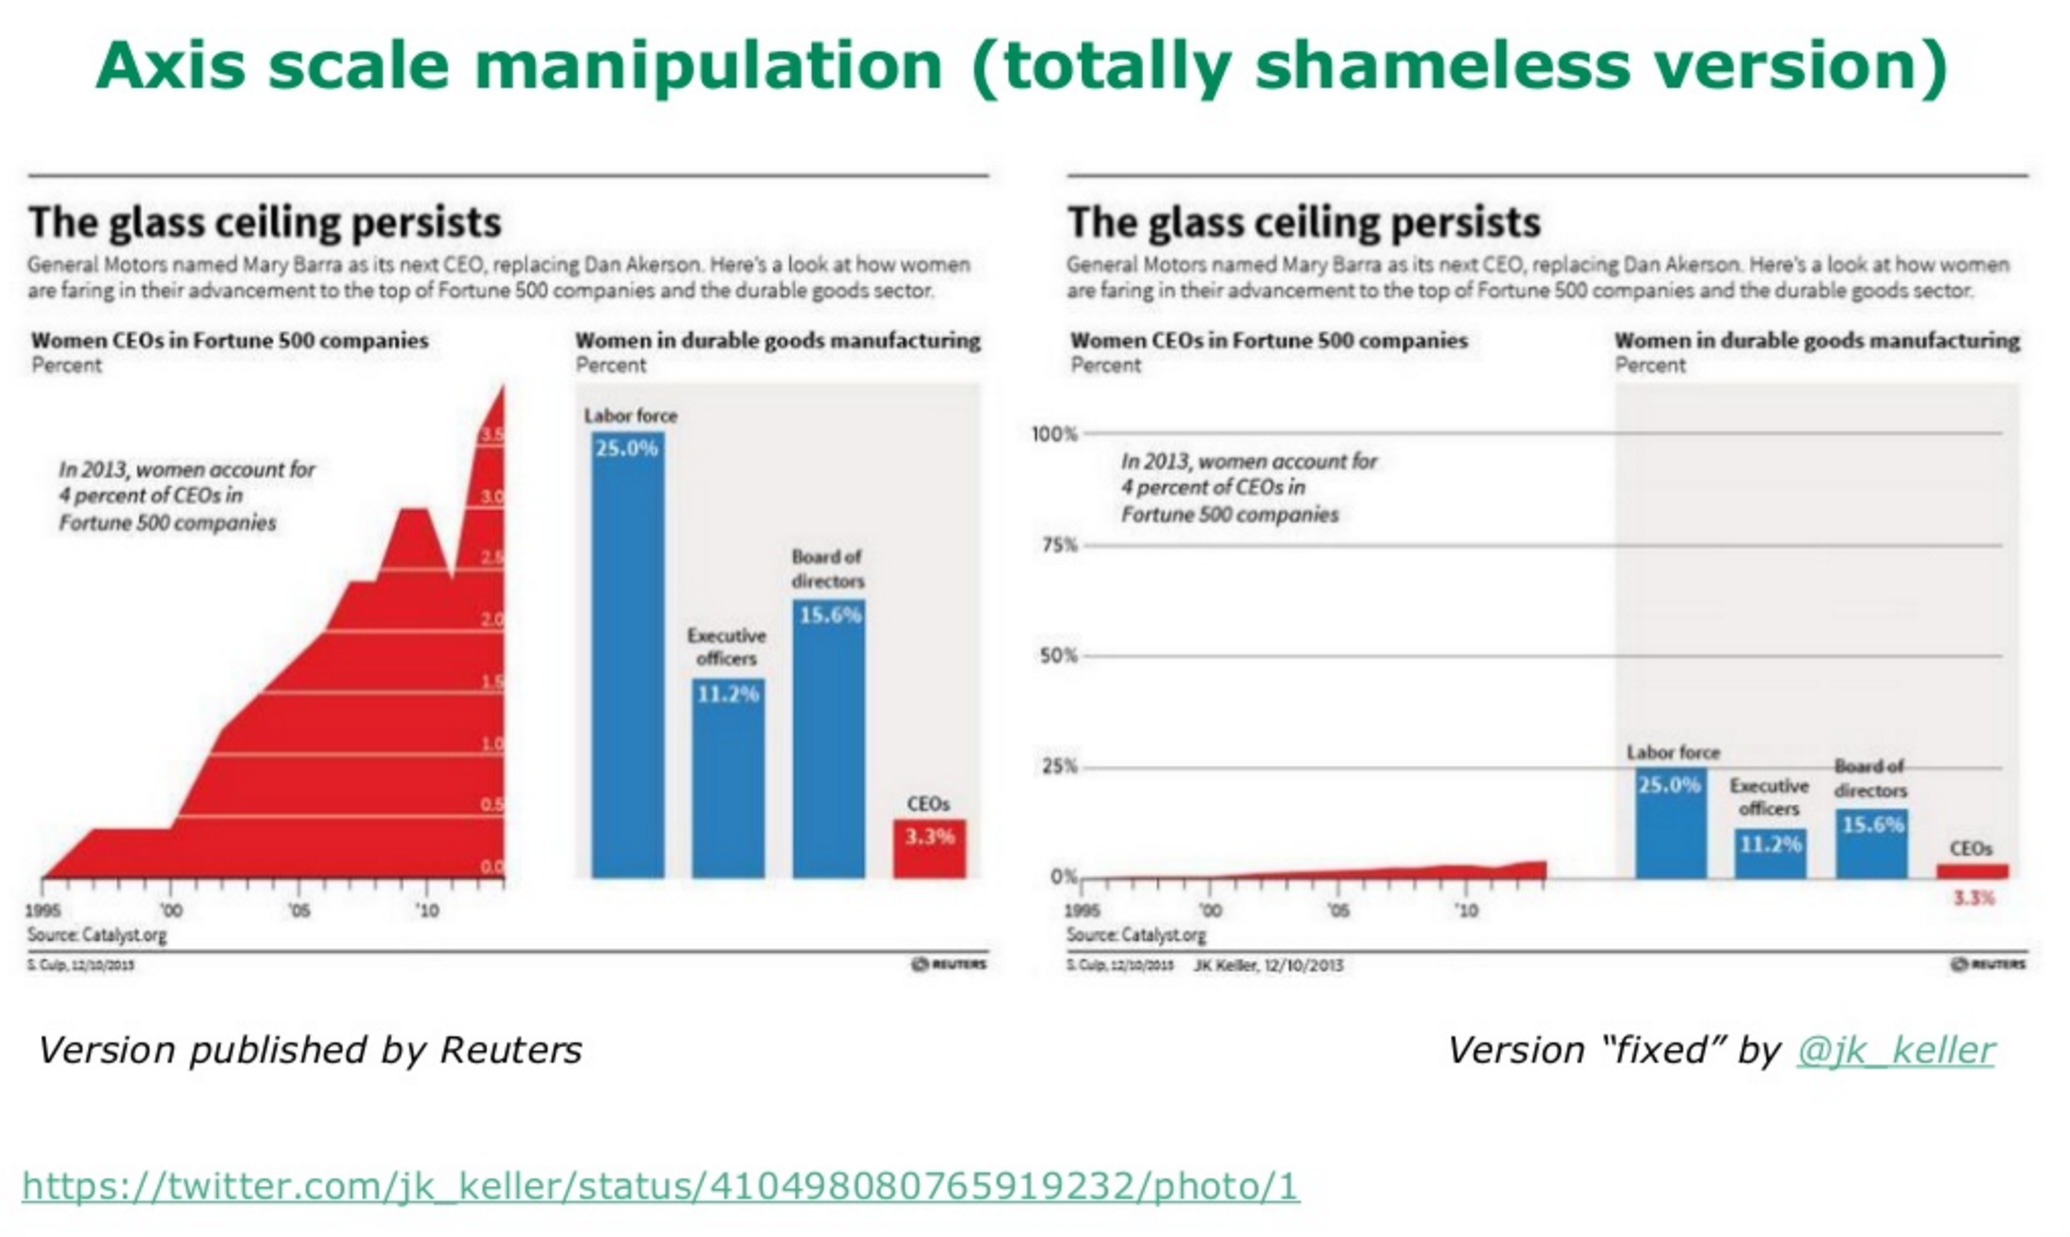 Axis scale manipulation (totally shameless version)
The glass ceiling persists
General Motors named Mary Barra as its next CEO, replacing Dan Akerson. Here's a look at how women
are faring in their advancement to the top of Fortune 500 companies and the durable goods sector.
Women CEOs in Fortune 500 companies
Percent
In 2013, women account for
4 percent of CEOs in
Fortune 500 companies
3.5
3.0
2.5
2.0
1.5
1.0
0.5
0.0
1995 '00 '05 '10
Women in durable goods manufacturing
Percent
Labor force
25.0%
Executive
officers
11.2%
Board of
directors
15.6%
CEOs
3.3%
Source: Catalyst.org
S. Culp, 12/10/2013
REUTERS
The glass ceiling persists
General Motors named Mary Barra as its next CEO, replacing Dan Akerson. Here's a look at how women
are faring in their advancement to the top of Fortune 500 companies and the durable goods sector.
Women CEOs in Fortune 500 companies
Percent
100%
In 2013, women account for
4 percent of CEOs in
Fortune 500 companies
75%
50%
25%
0%
1995 '00 '05 '10
Women in durable goods manufacturing
Percent
Labor force
25.0%
Executive
officers
11.2%
Board of
directors
15.6%
CEOs
3.3%
Source: Catalyst.org
S. Culp, 12/10/2013 JK Keller, 12/10/2013
REUTERS
Version published by Reuters
Version “fixed” by @jk_keller
https://twitter.com/jk_keller/status/410498080765919232/photo/1